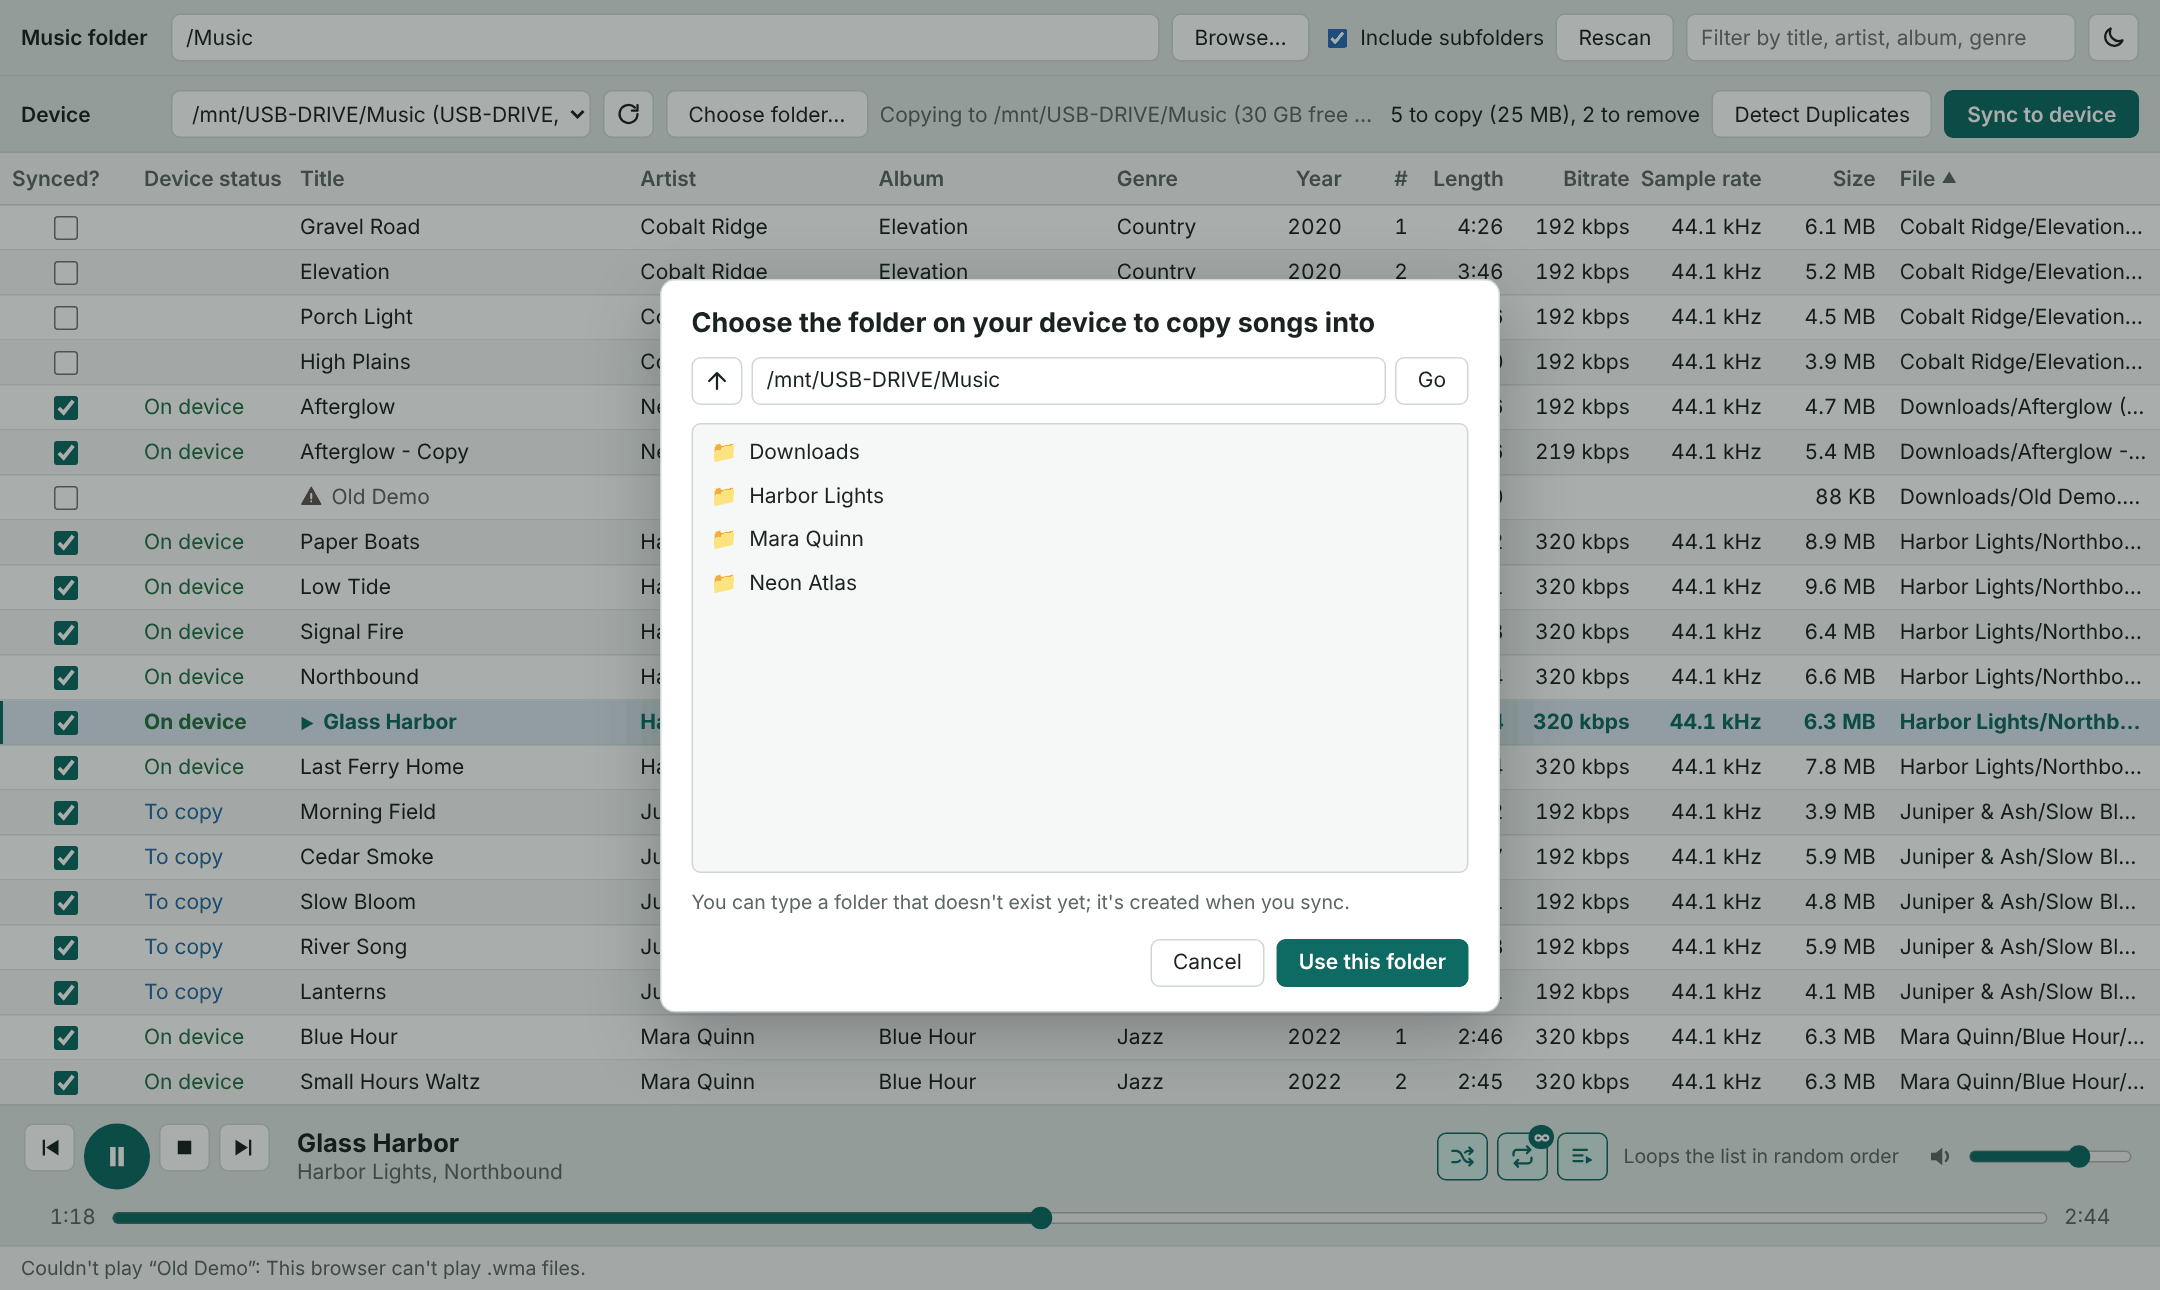 Music folder /Music Browse... Include subfolders Rescan Filter by title, artist, album, genre
Device /mnt/USB-DRIVE/Music (USB-DRIVE, Choose folder... Copying to /mnt/USB-DRIVE/Music (30 GB free ... 5 to copy (25 MB), 2 to remove Detect Duplicates Sync to device
Synced? Device status Title Artist Album Genre Year # Length Bitrate Sample rate Size File
Gravel Road Cobalt Ridge Elevation Country 2020 1 4:26 192 kbps 44.1 kHz 6.1 MB Cobalt Ridge/Elevation...
Elevation Cobalt Ridge Elevation Country 2020 2 3:46 192 kbps 44.1 kHz 5.2 MB Cobalt Ridge/Elevation...
Porch Light 192 kbps 44.1 kHz 4.5 MB Cobalt Ridge/Elevation...
High Plains 192 kbps 44.1 kHz 3.9 MB Cobalt Ridge/Elevation...
On device Afterglow 192 kbps 44.1 kHz 4.7 MB Downloads/Afterglow (...
On device Afterglow - Copy 219 kbps 44.1 kHz 5.4 MB Downloads/Afterglow -...
Old Demo 88 KB Downloads/Old Demo....
On device Paper Boats 320 kbps 44.1 kHz 8.9 MB Harbor Lights/Northbo...
On device Low Tide 320 kbps 44.1 kHz 9.6 MB Harbor Lights/Northbo...
On device Signal Fire 320 kbps 44.1 kHz 6.4 MB Harbor Lights/Northbo...
On device Northbound 320 kbps 44.1 kHz 6.6 MB Harbor Lights/Northbo...
On device Glass Harbor 320 kbps 44.1 kHz 6.3 MB Harbor Lights/Northb...
On device Last Ferry Home 320 kbps 44.1 kHz 7.8 MB Harbor Lights/Northbo...
To copy Morning Field 192 kbps 44.1 kHz 3.9 MB Juniper & Ash/Slow Bl...
To copy Cedar Smoke 192 kbps 44.1 kHz 5.9 MB Juniper & Ash/Slow Bl...
To copy Slow Bloom 192 kbps 44.1 kHz 4.8 MB Juniper & Ash/Slow Bl...
To copy River Song 192 kbps 44.1 kHz 5.9 MB Juniper & Ash/Slow Bl...
To copy Lanterns 192 kbps 44.1 kHz 4.1 MB Juniper & Ash/Slow Bl...
On device Blue Hour Mara Quinn Blue Hour Jazz 2022 1 2:46 320 kbps 44.1 kHz 6.3 MB Mara Quinn/Blue Hour/...
On device Small Hours Waltz Mara Quinn Blue Hour Jazz 2022 2 2:45 320 kbps 44.1 kHz 6.3 MB Mara Quinn/Blue Hour/...
Choose the folder on your device to copy songs into
/mnt/USB-DRIVE/Music Go
Downloads
Harbor Lights
Mara Quinn
Neon Atlas
You can type a folder that doesn't exist yet; it's created when you sync.
Cancel Use this folder
Glass Harbor
Harbor Lights, Northbound
Loops the list in random order
1:18 2:44
Couldn't play “Old Demo”: This browser can't play .wma files.